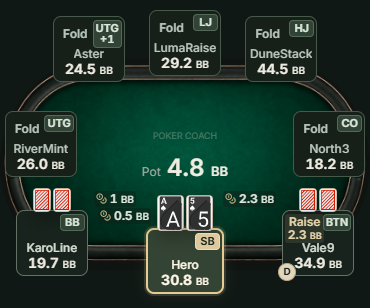 Fold UTG
+1
Aster
24.5 BB
Fold LJ
LumaRaise
29.2 BB
Fold HJ
DuneStack
44.5 BB
Fold UTG
RiverMint
26.0 BB
Fold CO
North3
18.2 BB
POKER COACH
Pot 4.8 BB
1 BB
0.5 BB
2.3 BB
A
A
5
5
BB
KaroLine
19.7 BB
SB
Hero
30.8 BB
Raise BTN
2.3 BB
Vale9
34.9 BB
D